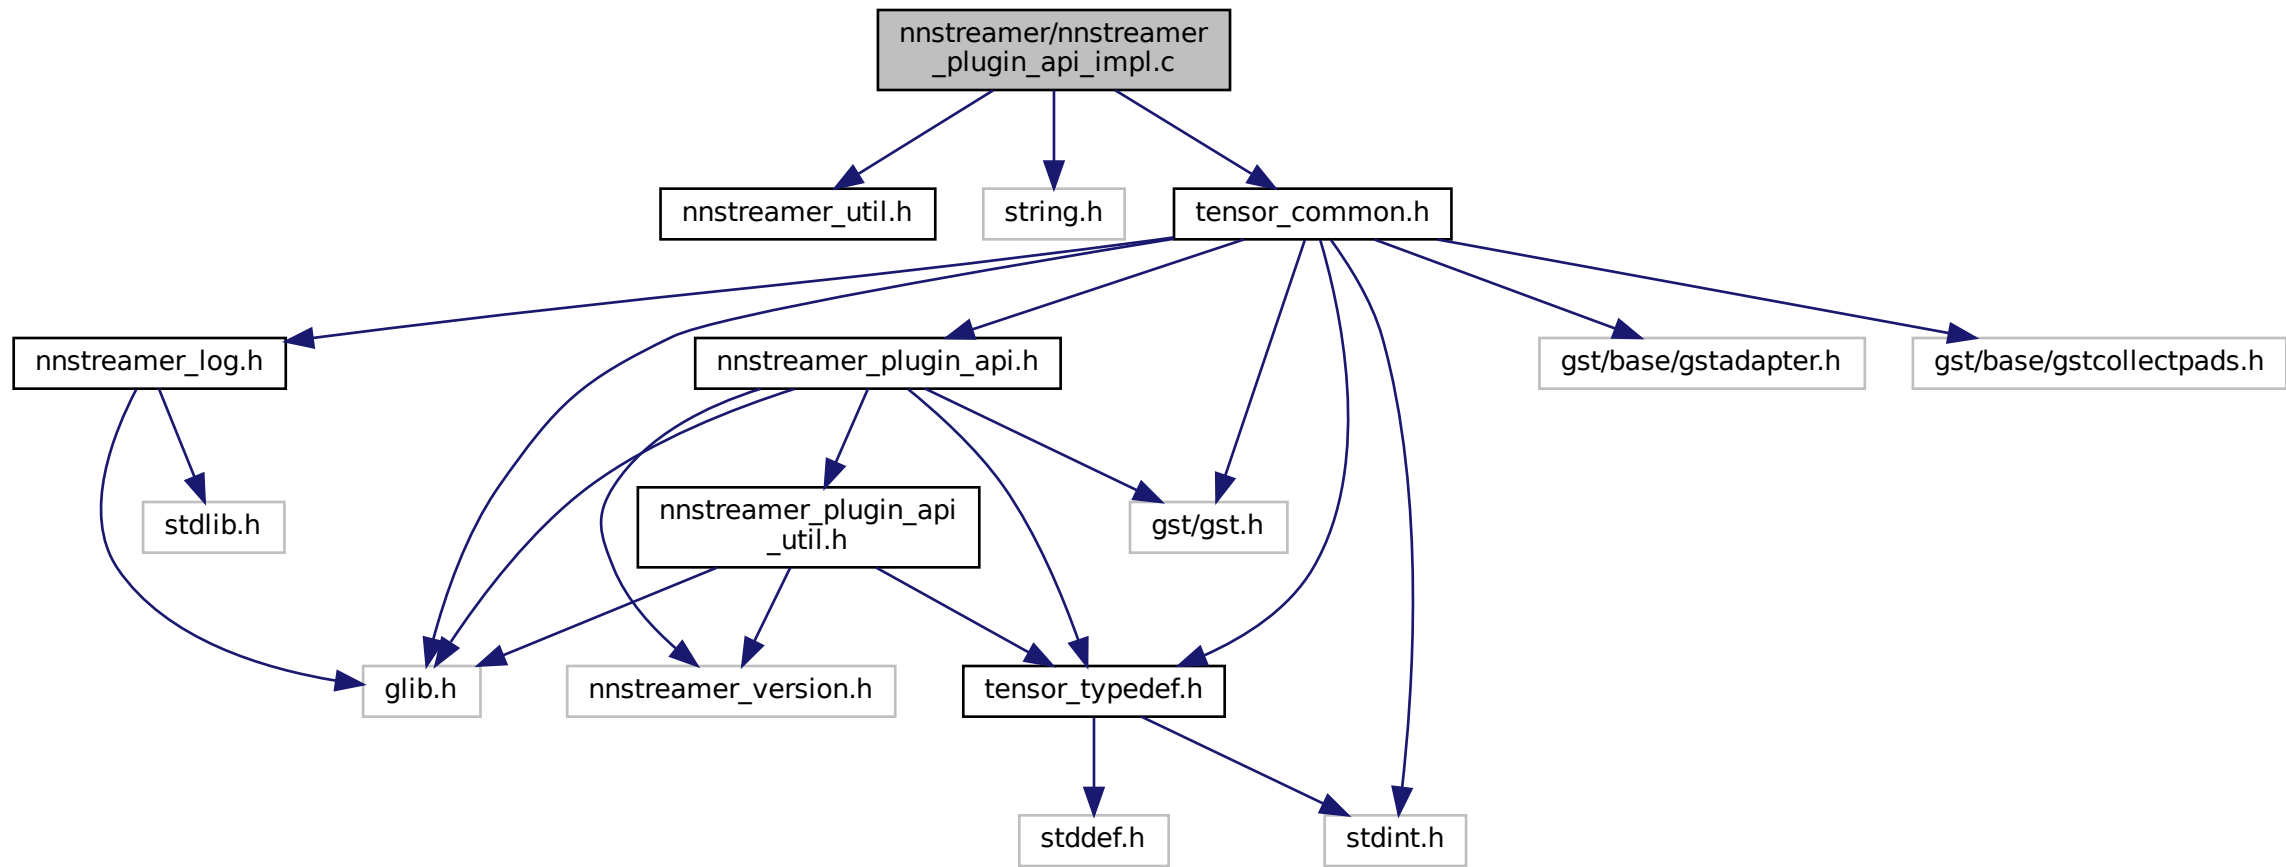 nnstreamer/nnstreamer
_plugin_api_impl.c
nnstreamer_util.h
string.h
tensor_common.h
nnstreamer_log.h
nnstreamer_plugin_api.h
gst/base/gstadapter.h
gst/base/gstcollectpads.h
stdlib.h
nnstreamer_plugin_api
_util.h
gst/gst.h
glib.h
nnstreamer_version.h
tensor_typedef.h
stddef.h
stdint.h